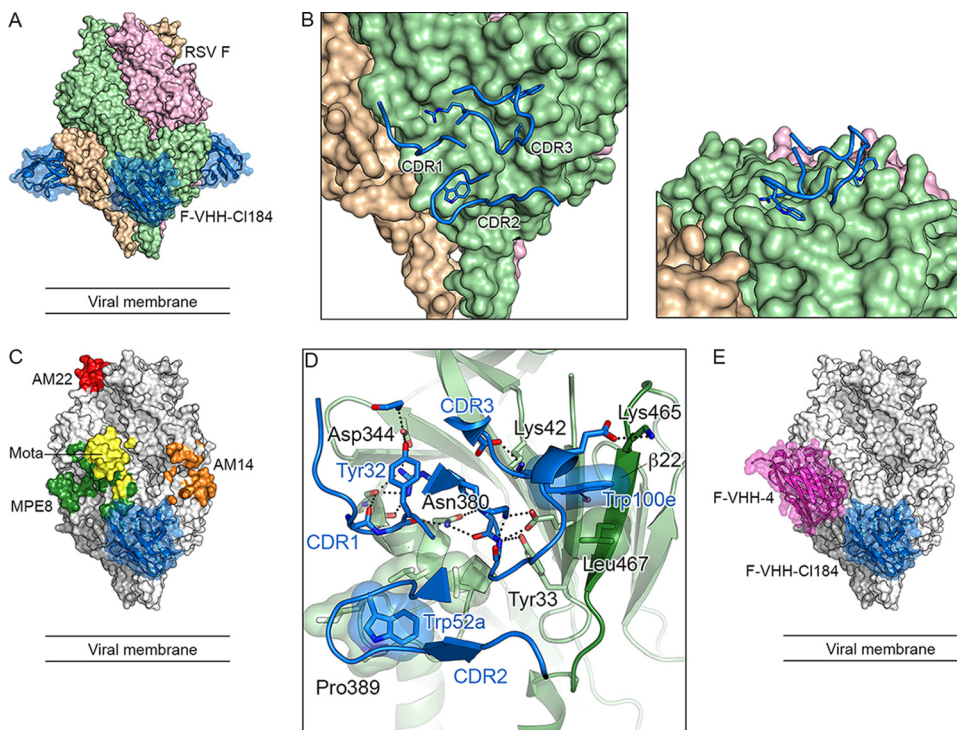 A
RSV F
F-VHH-Cl184
Viral membrane
B
CDR1
CDR3
CDR2
C
AM22
Mota
MPE8
AM14
Viral membrane
D
CDR3
Lys42
Lys465
Asp344
Tyr32
β22
Asn380
Trp100e
CDR1
Leu467
Tyr33
Trp52a
Pro389
CDR2
E
F-VHH-4
F-VHH-Cl184
Viral membrane